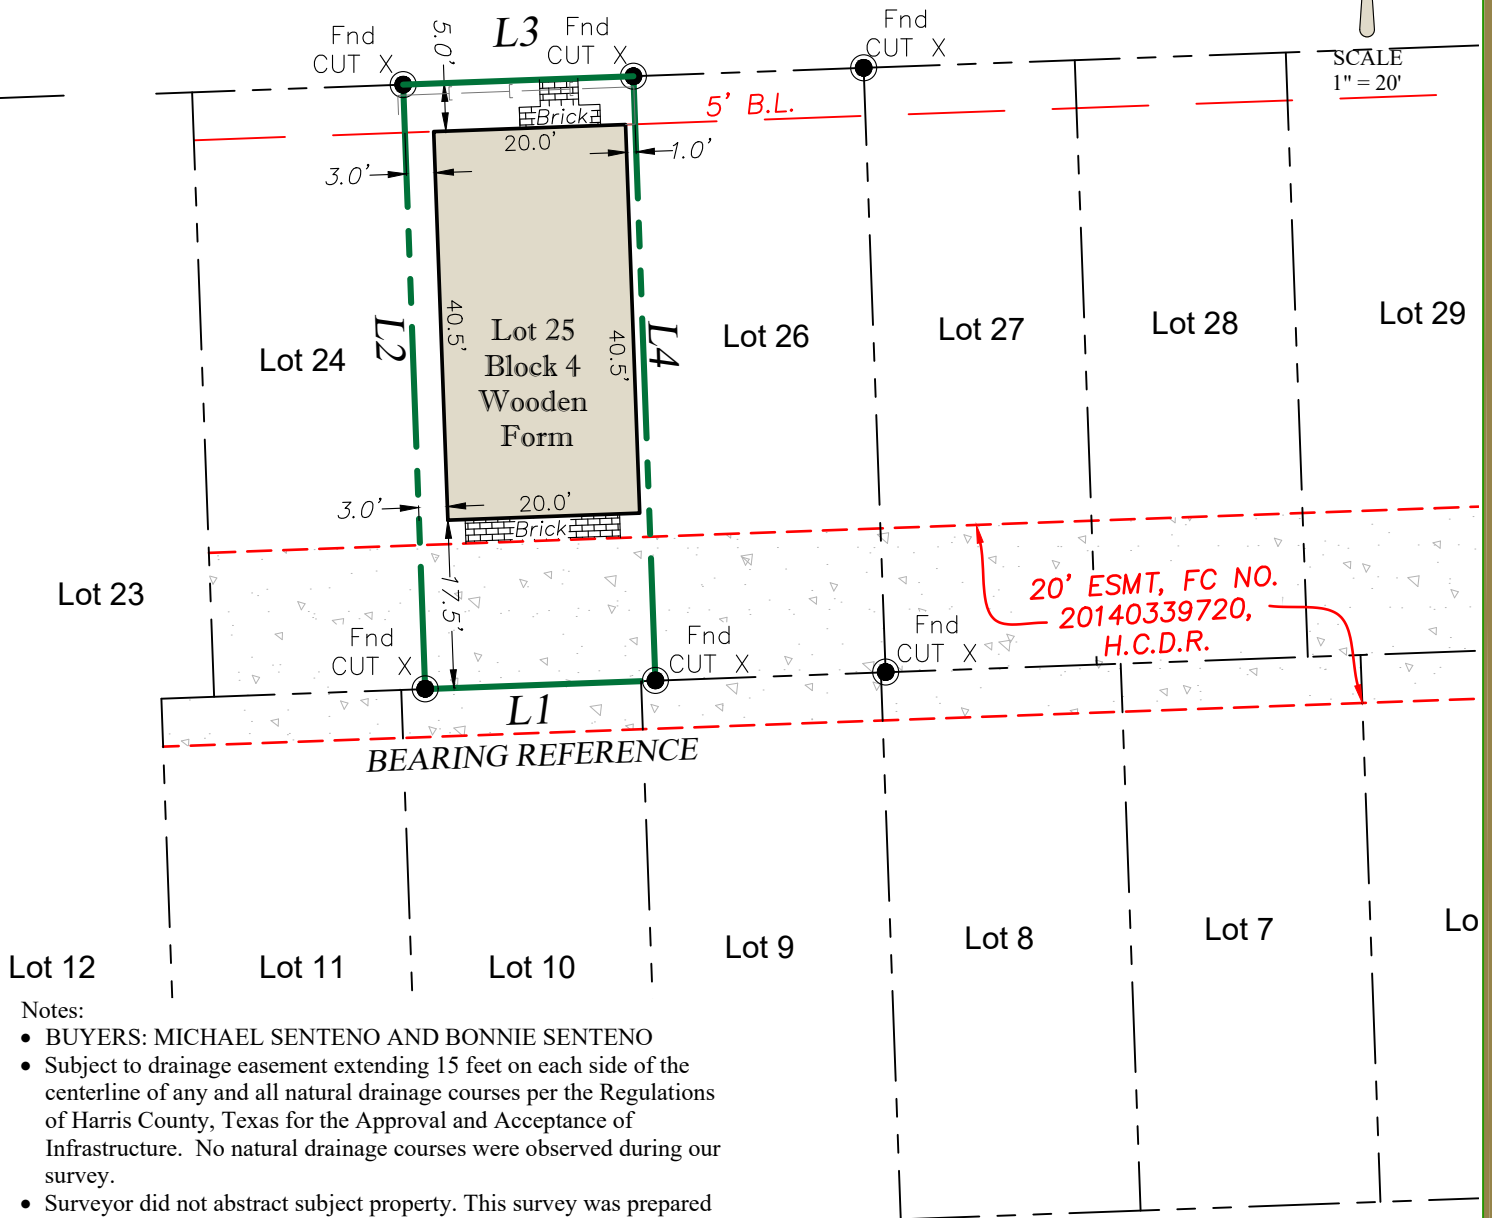 L3
Fnd
CUT X
5.0'
Fnd
CUT X
Fnd
CUT X
SCALE
1" = 20'
5' B.L.
Brick
20.0'
1.0'
3.0'
L2
40.5'
Lot 25
Block 4
Wooden
Form
40.5'
L4
Lot 24
Lot 26
Lot 27
Lot 28
Lot 29
3.0'
20.0'
Brick
17.5'
Lot 23
20' ESMT, FC NO.
20140339720,
H.C.D.R.
Fnd
CUT X
Fnd
CUT X
Fnd
CUT X
L1
BEARING REFERENCE
Lot 12
Lot 11
Lot 10
Lot 9
Lot 8
Lot 7
Lo
Notes:
• BUYERS: MICHAEL SENTENO AND BONNIE SENTENO
• Subject to drainage easement extending 15 feet on each side of the
centerline of any and all natural drainage courses per the Regulations
of Harris County, Texas for the Approval and Acceptance of
Infrastructure. No natural drainage courses were observed during our
survey.
• Surveyor did not abstract subject property. This survey was prepared